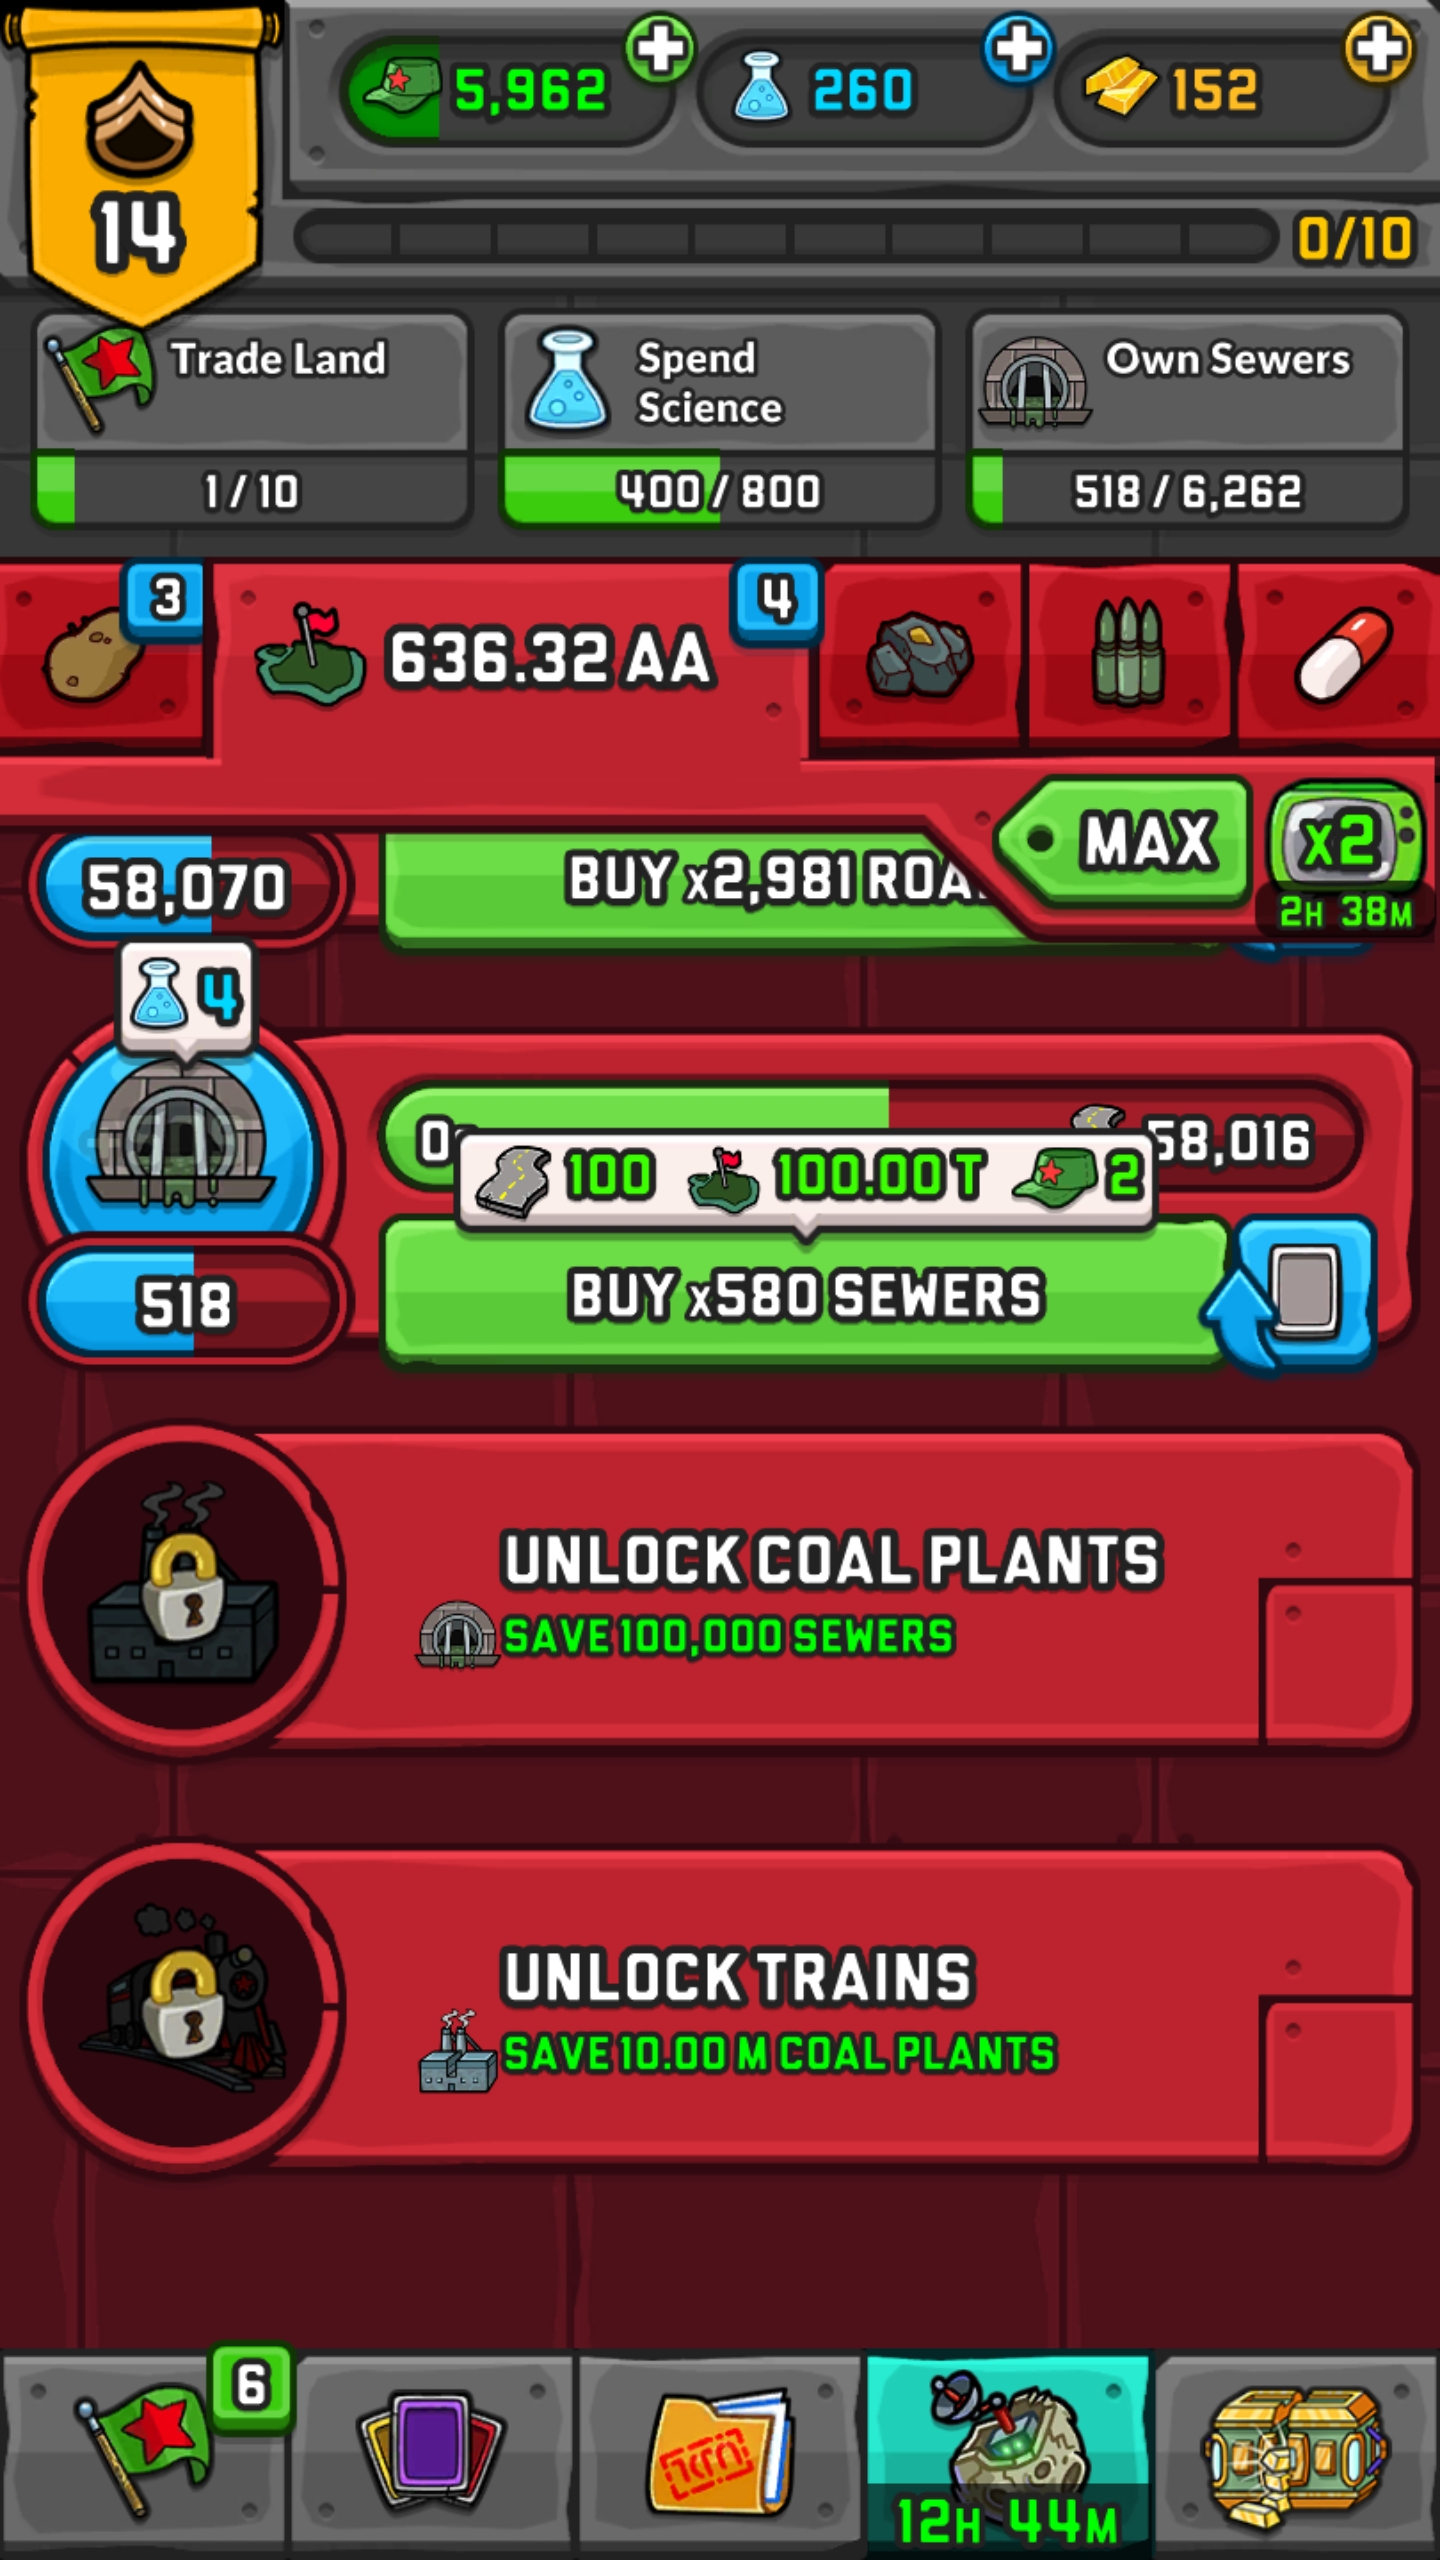 5,962
260
152
14
0/10
Trade Land
Spend
Science
Own Sewers
1 / 10
400 / 800
518 / 6,262
3
636.32 AA
4
MAX
x2
2H 38M
58,070
BUY x2,981
4
58,016
100
100.00 T
2
518
BUY x580 SEWERS
UNLOCK COAL PLANTS
SAVE 100,000 SEWERS
UNLOCK TRAINS
SAVE 10.00 M COAL PLANTS
6
12H 44M